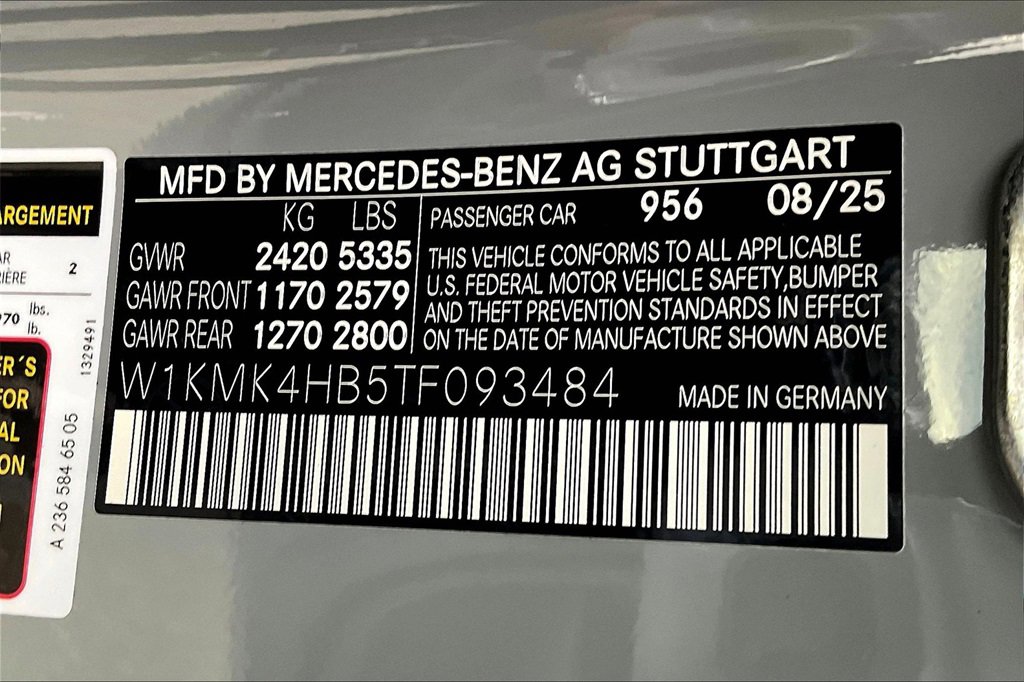 MFD BY MERCEDES-BENZ AG STUTTGART
KG LBS
GVWR 2420 5335
GAWR FRONT 1170 2579
GAWR REAR 1270 2800
PASSENGER CAR 956 08/25
THIS VEHICLE CONFORMS TO ALL APPLICABLE
U.S. FEDERAL MOTOR VEHICLE SAFETY,BUMPER
AND THEFT PREVENTION STANDARDS IN EFFECT
ON THE DATE OF MANUFACTURE SHOWN ABOVE
W1KMK4HB5TF093484 MADE IN GERMANY
ARGEMENT
2
lbs.
lb.
1329491
A 236 584 65 05